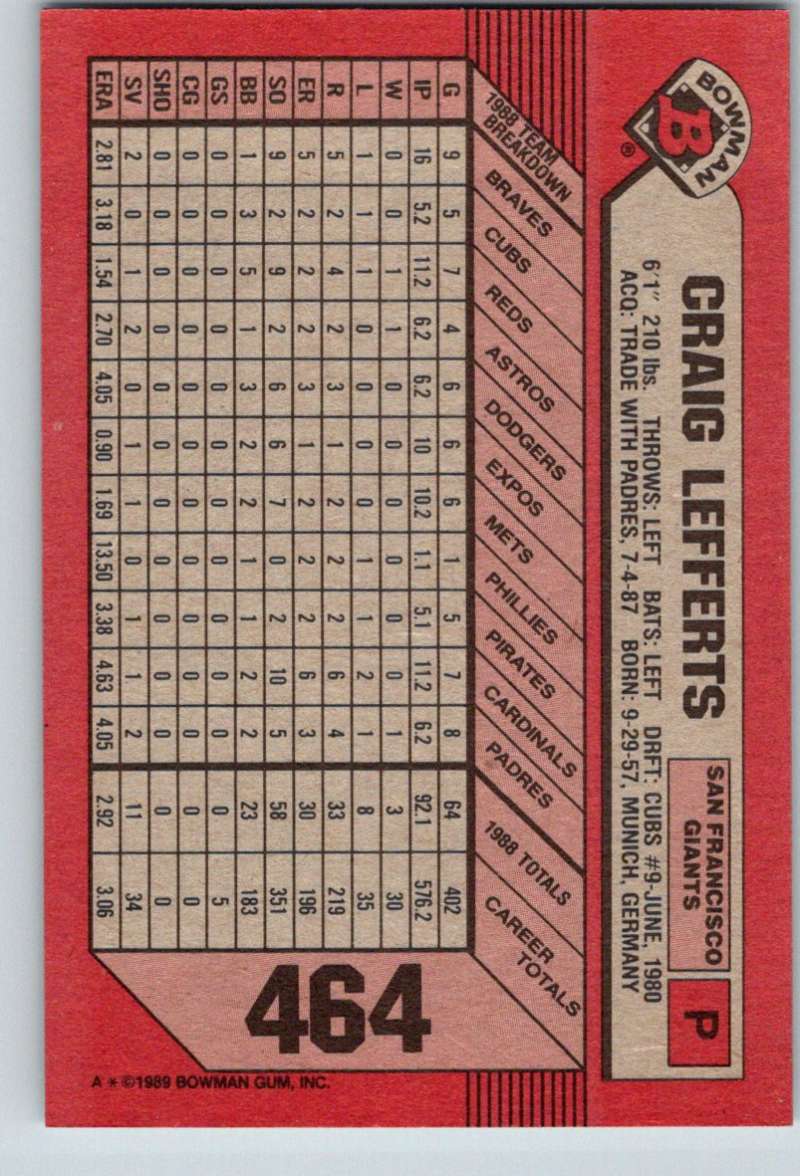 BOWMAN
B ®
CRAIG LEFFERTS
SAN FRANCISCO
GIANTS
P
6'1" 210 lbs. THROWS: LEFT BATS: LEFT DRFT: CUBS #9-JUNE, 1980
ACQ: TRADE WITH PADRES, 7-4-87 BORN: 9-29-57, MUNICH, GERMANY
1988 TEAM BREAKDOWN BRAVES CUBS REDS ASTROS DODGERS EXPOS METS PHILLIES PIRATES CARDINALS PADRES 1988 TOTALS CAREER TOTALS
G 9 5 7 4 6 6 6 1 5 7 8 64 402
IP 16 5.2 11.2 6.2 6.2 10 10.2 1.1 5.1 11.2 6.2 92.1 576.2
W 0 0 1 1 0 0 0 0 0 0 1 3 30
L 1 1 1 0 0 0 0 1 1 2 1 8 35
R 5 2 4 2 3 1 2 2 2 6 4 33 219
ER 5 2 2 2 3 1 2 2 2 6 3 30 196
SO 9 2 9 2 6 6 7 0 2 10 5 58 351
BB 1 3 5 1 3 2 2 1 1 2 2 23 183
GS 0 0 0 0 0 0 0 0 0 0 0 0 5
CG 0 0 0 0 0 0 0 0 0 0 0 0 0
SHO 0 0 0 0 0 0 0 0 0 0 0 0 0
SV 2 0 1 2 0 1 1 0 1 1 2 11 34
ERA 2.81 3.18 1.54 2.70 4.05 0.90 1.69 13.50 3.38 4.63 4.05 2.92 3.06
464
A * ©1989 BOWMAN GUM, INC.